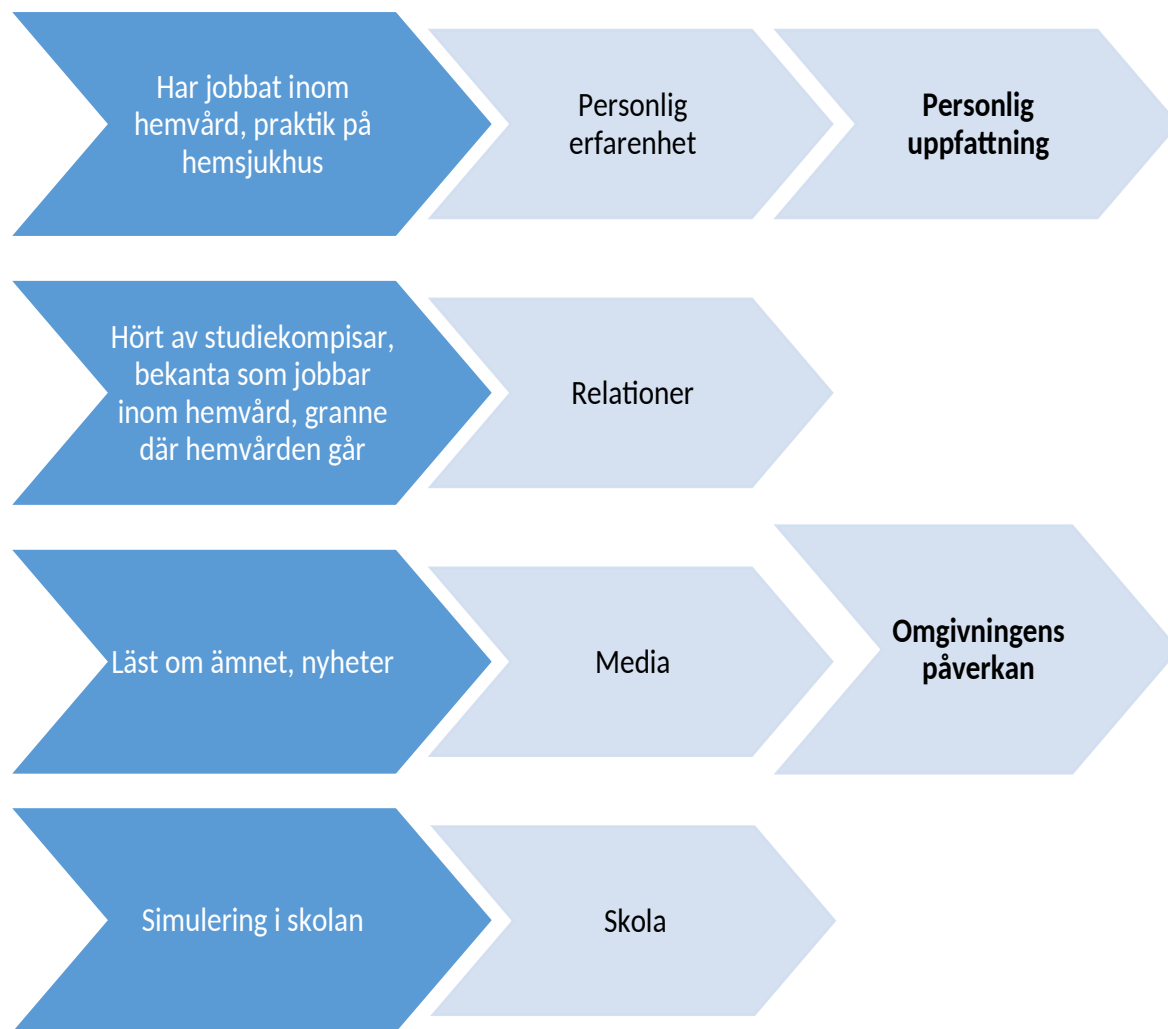 Har jobbat inom
hemvård, praktik på
hemsjukhus
Personlig
erfarenhet
Personlig
uppfattning
Hört av studiekompisar,
bekanta som jobbar
inom hemvård, granne
där hemvården går
Relationer
Läst om ämnet, nyheter
Media
Omgivningens
påverkan
Simulering i skolan
Skola